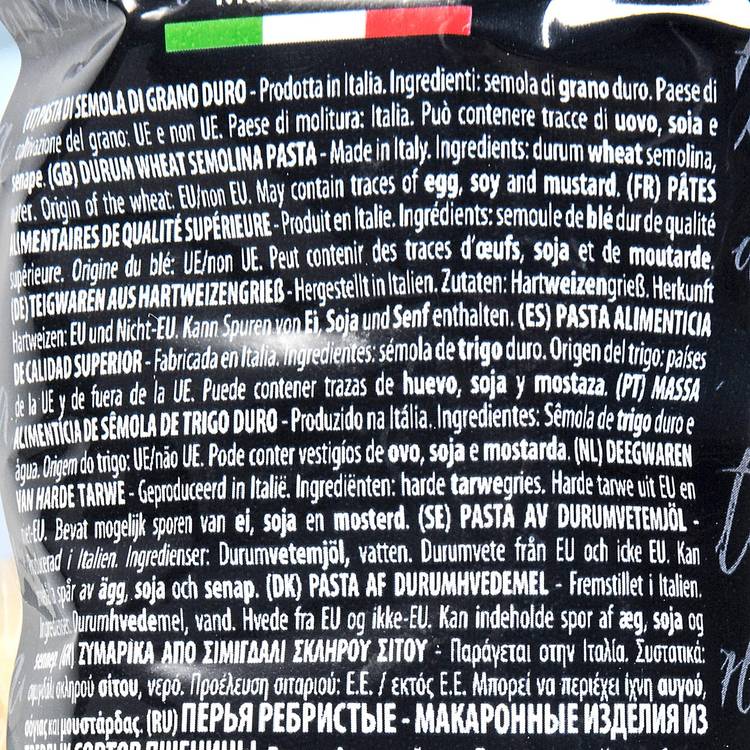 (IT) PASTA DI SEMOLA DI GRANO DURO - Prodotta in Italia. Ingredienti: semola di grano duro. Paese di
coltivazione del grano: UE e non UE. Paese di molitura: Italia. Può contenere tracce di uovo, soia e
senape. (GB) DURUM WHEAT SEMOLINA PASTA - Made in Italy. Ingredients: durum wheat semolina,
water. Origin of the wheat: EU/non EU. May contain traces of egg, soy and mustard. (FR) PÂTES
ALIMENTAIRES DE QUALITÉ SUPÉRIEURE - Produit en Italie. Ingrédients: semoule de blé dur de qualité
supérieure. Origine du blé: UE/non UE. Peut contenir des traces d'œufs, soja et de moutarde.
(DE) TEIGWAREN AUS HARTWEIZENGRIEß - Hergestellt in Italien. Zutaten: Hartweizengrieß. Herkunft
Hartweizen: EU und Nicht-EU. Kann Spuren von Ei, Soja und Senf enthalten. (ES) PASTA ALIMENTICIA
DE CALIDAD SUPERIOR - Fabricada en Italia. Ingredientes: sémola de trigo duro. Origen del trigo: países
de la UE y de fuera de la UE. Puede contener trazas de huevo, soja y mostaza. (PT) MASSA
ALIMENTÍCIA DE SÊMOLA DE TRIGO DURO - Produzido na Itália. Ingredientes: Sêmola de trigo duro e
água. Origem do trigo: UE/não UE. Pode conter vestígios de ovo, soja e mostarda. (NL) DEEGWAREN
VAN HARDE TARWE - Geproduceerd in Italië. Ingrediënten: harde tarwegries. Harde tarwe uit EU en
niet-EU. Bevat mogelijk sporen van ei, soja en mosterd. (SE) PASTA AV DURUMVETEMJÖL -
Producerad i Italien. Ingredienser: Durumvetemjöl, vatten. Durumvete från EU och icke EU. Kan
spår av ägg, soja och senap. (DK) PASTA AF DURUMHVEDEMEL - Fremstillet i Italien.
Durumhvedemel, vand. Hvede fra EU og ikke-EU. Kan indeholde spor af æg, soja og
sennep. (GR) ΖΥΜΑΡΙΚΑ ΑΠΟ ΣΙΜΙΓΔΑΛΙ ΣΚΛΗΡΟΥ ΣΙΤΟΥ - Παράγεται στην Ιταλία. Συστατικά:
σιμιγδάλι σκληρού σίτου, νερό. Προέλευση σιταριού: Ε.Ε. / εκτός Ε.Ε. Μπορεί να περιέχει ίχνη αυγού,
σόγιας και μουστάρδας. (RU) ПЕРЬЯ РЕБРИСТЫЕ - МАКАРОННЫЕ ИЗДЕЛИЯ ИЗ
ТВЕРДЫХ СОРТОВ ПШЕНИЦЫ